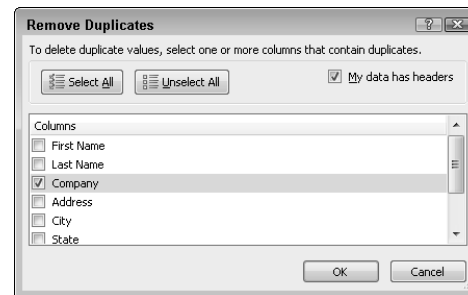 Remove Duplicates
To delete duplicate values, select one or more columns that contain duplicates.
Select All Unselect All My data has headers
Columns
First Name
Last Name
Company
Address
City
State
OK Cancel